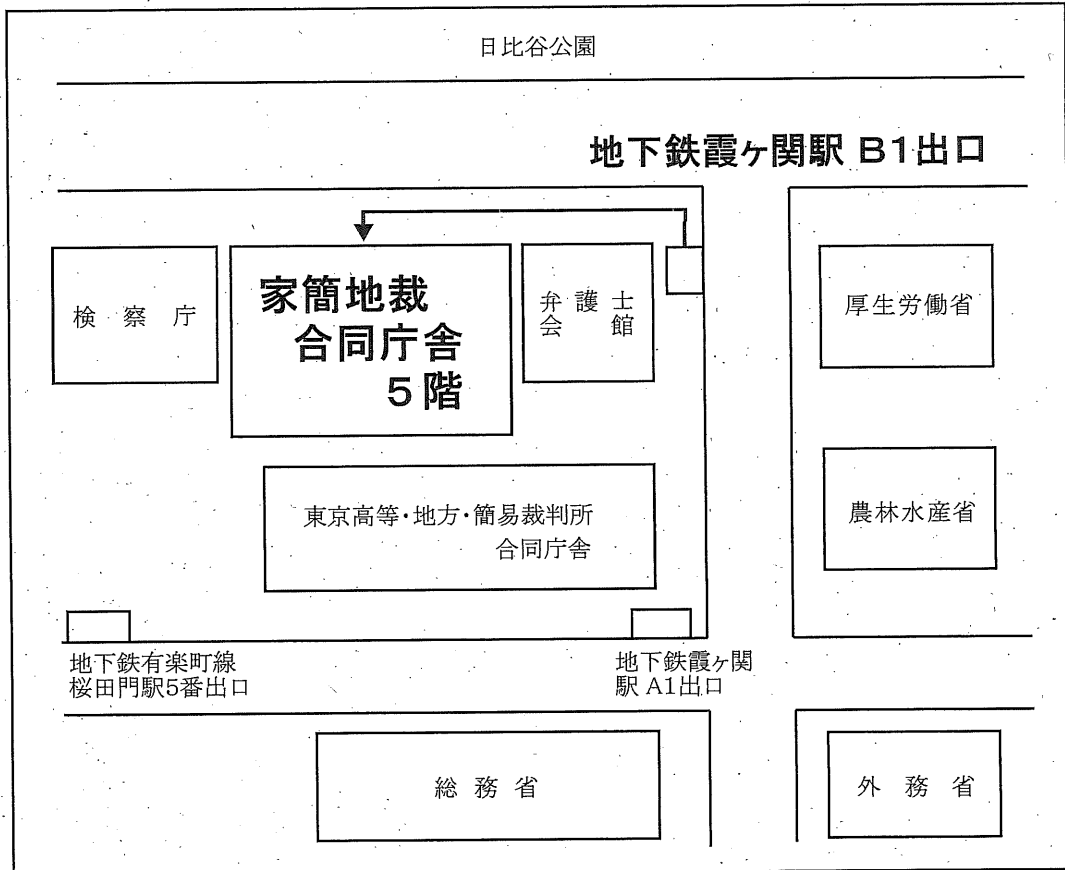 日比谷公園
地下鉄霞ヶ関駅 B1出口
検察庁
家簡地裁
合同庁舎
5階
弁護士
会館
厚生労働省
東京高等・地方・簡易裁判所
合同庁舎
農林水産省
地下鉄有楽町線
桜田門駅5番出口
地下鉄霞ヶ関
駅 A1出口
総務省
外務省